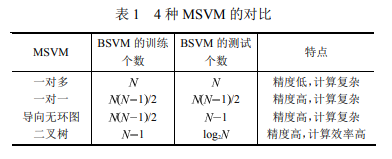 表 1 4 种 MSVM 的对比
MSVM BSVM 的训练个数 BSVM 的测试个数 特点
一对多 N N 精度低,计算复杂
一对一 N(N−1)/2 N(N−1)/2 精度高,计算复杂
导向无环图 N(N−1)/2 N−1 精度高,计算复杂
二叉树 N−1 log₂N 精度高,计算效率高